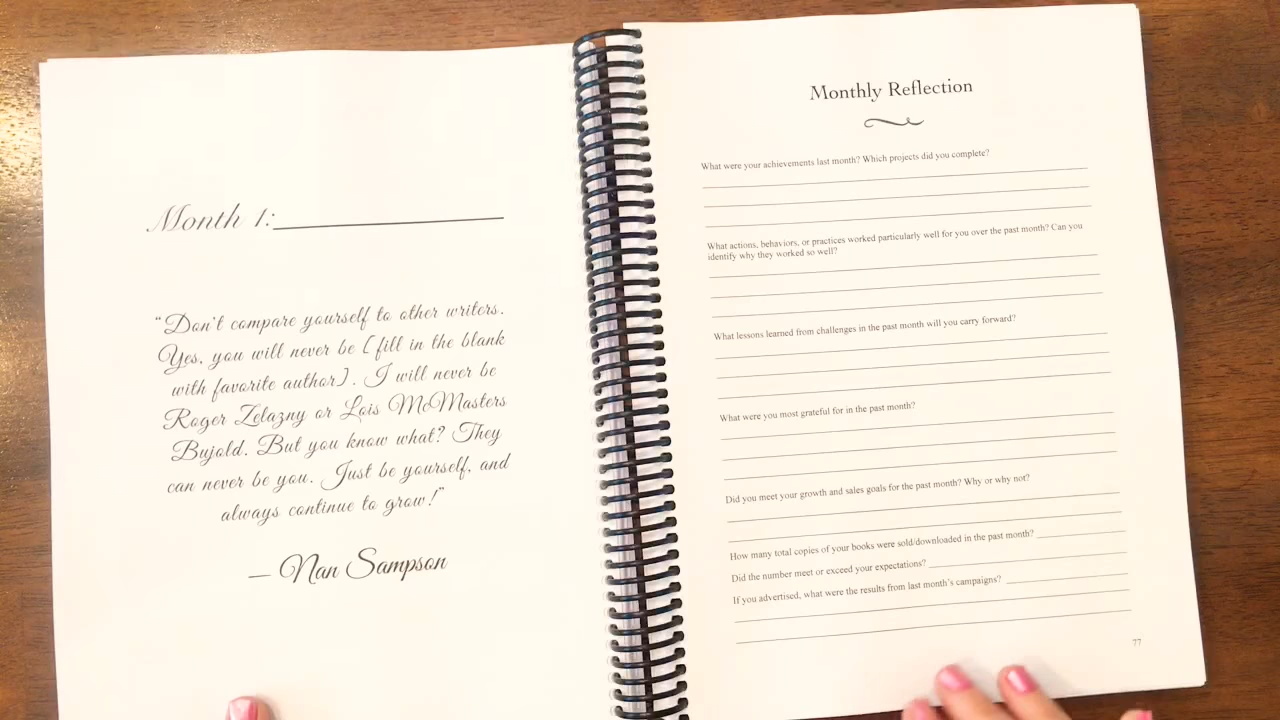 Month 1:
“Don't compare yourself to other writers.
Yes, you will never be [fill in the blank
with favorite author]. I will never be
Roger Zelazny or Lois McMasters
Bujold. But you know what? They
can never be you. Just be yourself, and
always continue to grow!”
— Nan Sampson
Monthly Reflection
What were your achievements last month? Which projects did you complete?
What actions, behaviors, or practices worked particularly well for you over the past month? Can you
identify why they worked so well?
What lessons learned from challenges in the past month will you carry forward?
What were you most grateful for in the past month?
Did you meet your growth and sales goals for the past month? Why or why not?
How many total copies of your books were sold/downloaded in the past month?
Did the number meet or exceed your expectations?
If you advertised, what were the results from last month's campaigns?
77